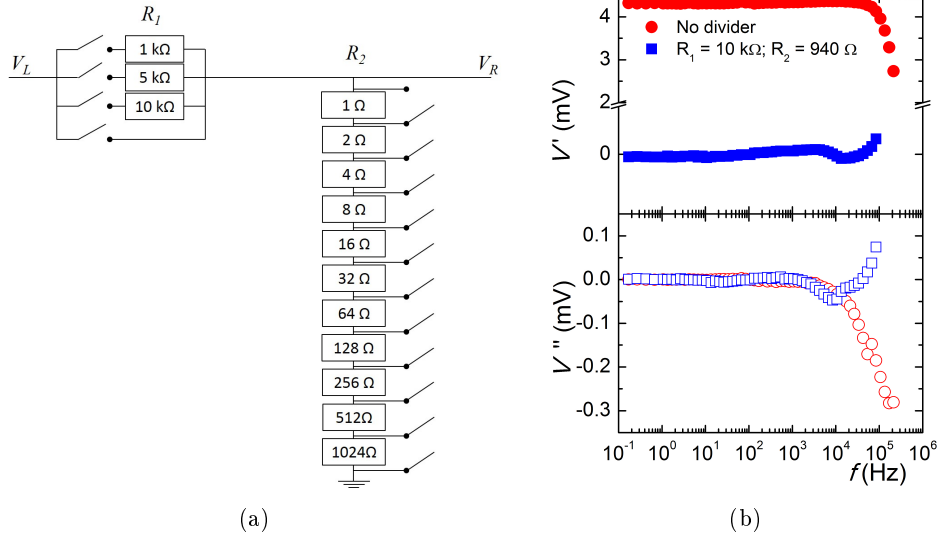 R₁
V_L
1 kΩ
5 kΩ
10 kΩ
R₂
V_R
1 Ω
2 Ω
4 Ω
8 Ω
16 Ω
32 Ω
64 Ω
128 Ω
256 Ω
512Ω
1024Ω
(a)
4
3
2
0
V' (mV)
No divider
R₁ = 10 kΩ; R₂ = 940 Ω
0.1
0.0
-0.1
-0.2
-0.3
V'' (mV)
10⁻¹ 10⁰ 10¹ 10² 10³ 10⁴ 10⁵ 10⁶
f (Hz)
(b)